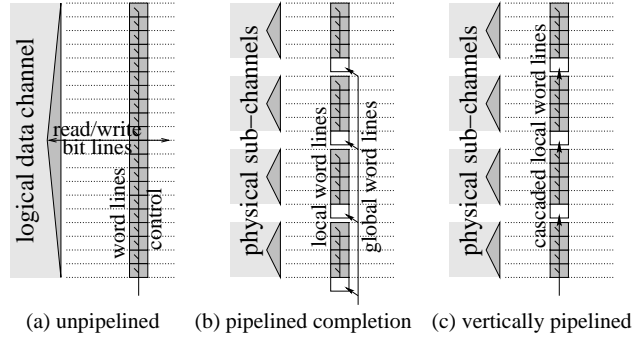 logical data channel
read/write
bit lines
word lines
control
(a) unpipelined
physical sub-channels
local word lines
global word lines
(b) pipelined completion
physical sub-channels
cascaded local word lines
(c) vertically pipelined